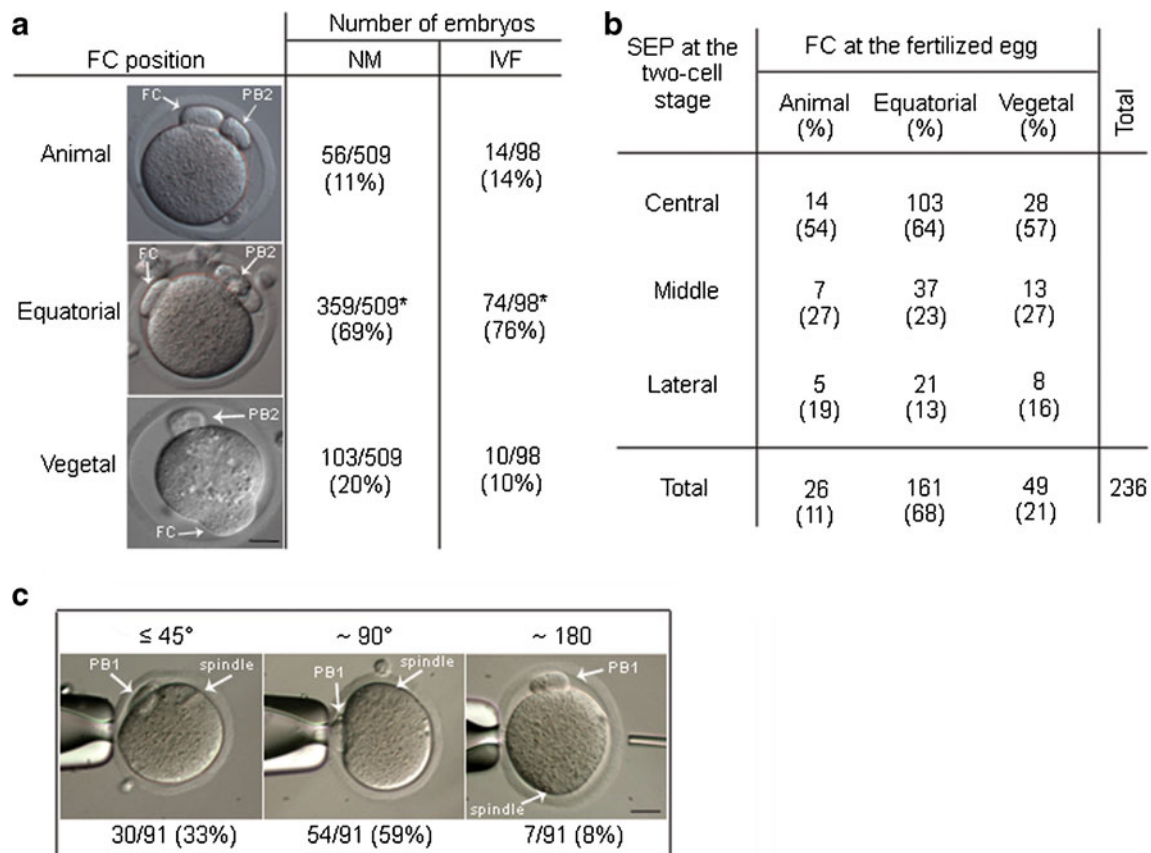 a
Number of embryos
FC position
NM
IVF
Animal
FC
PB2
56/509
(11%)
14/98
(14%)
Equatorial
FC
PB2
359/509*
(69%)
74/98*
(76%)
Vegetal
PB2
FC
103/509
(20%)
10/98
(10%)
b
SEP at the
two-cell
stage
FC at the fertilized egg
Animal
(%)
Equatorial
(%)
Vegetal
(%)
Total
Central
14
(54)
103
(64)
28
(57)
Middle
7
(27)
37
(23)
13
(27)
Lateral
5
(19)
21
(13)
8
(16)
Total
26
(11)
161
(68)
49
(21)
236
c
≤ 45°
~ 90°
~ 180
PB1
spindle
PB1
spindle
PB1
spindle
30/91 (33%)
54/91 (59%)
7/91 (8%)